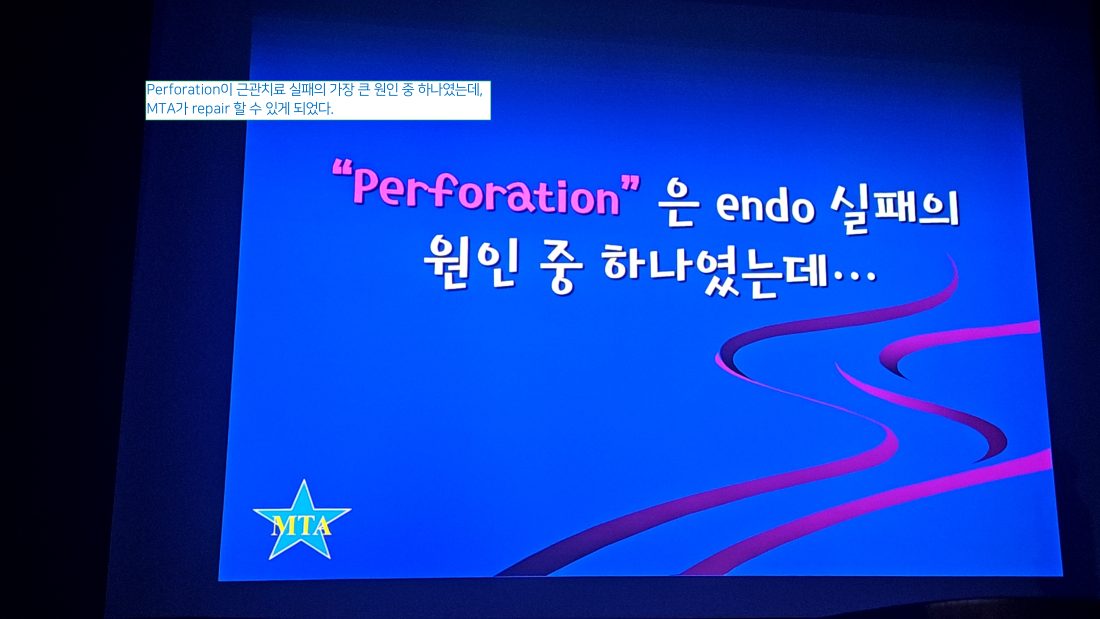 Perforation이 근관치료 실패의 가장 큰 원인 중 하나였는데,
MTA가 repair 할 수 있게 되었다.
“Perforation” 은 endo 실패의
원인 중 하나였는데...
MTA